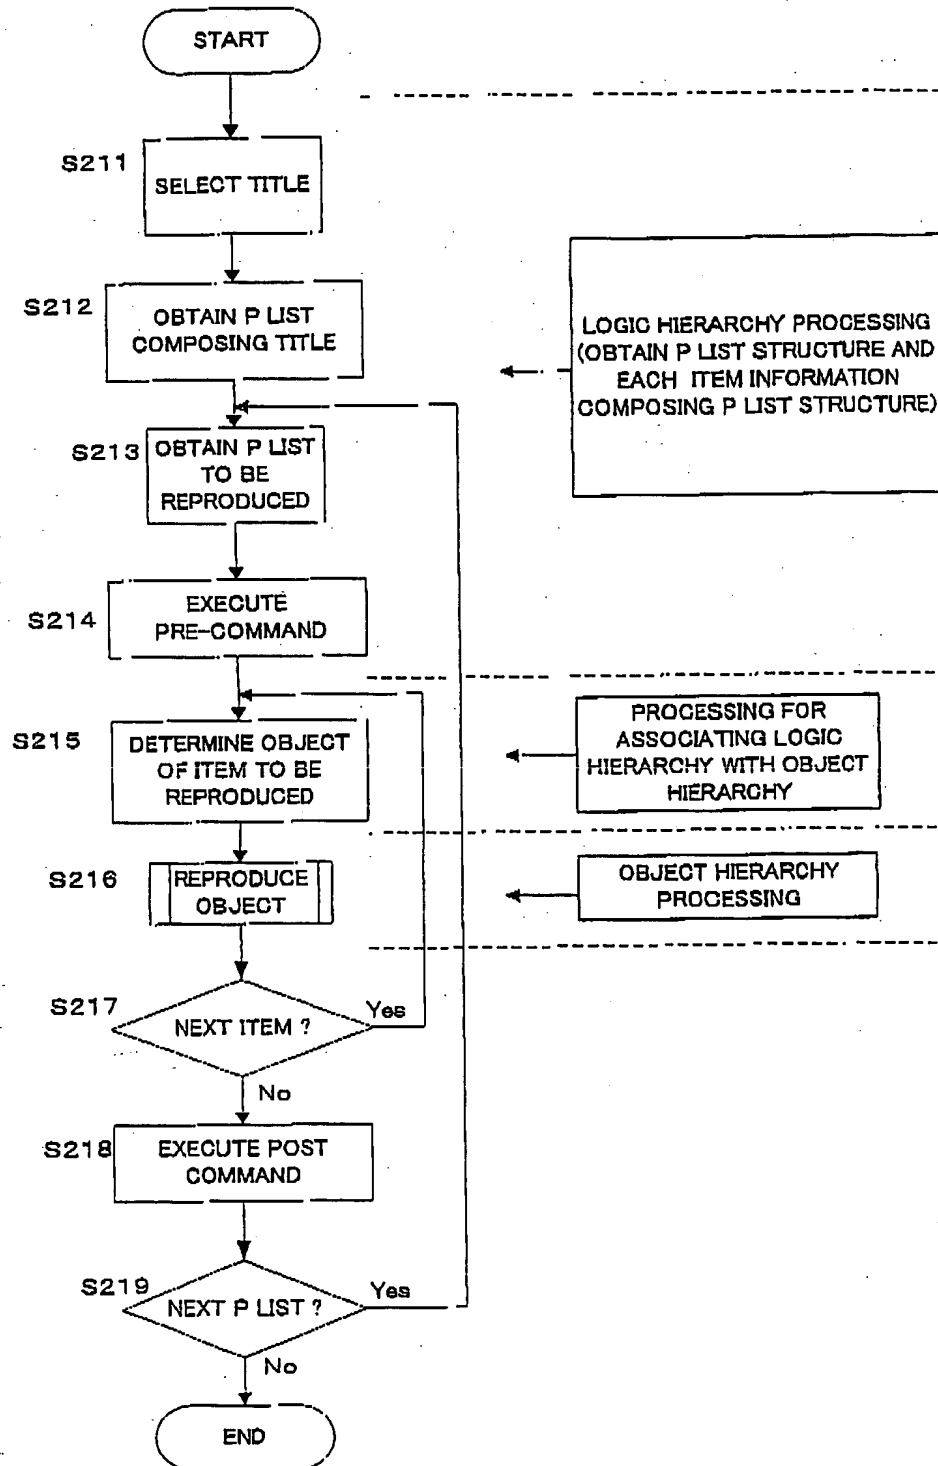 START
S211
SELECT TITLE
S212
OBTAIN P LIST
COMPOSING TITLE
LOGIC HIERARCHY PROCESSING
(OBTAIN P LIST STRUCTURE AND
EACH ITEM INFORMATION
COMPOSING P LIST STRUCTURE)
S213
OBTAIN P LIST
TO BE
REPRODUCED
S214
EXECUTE
PRE-COMMAND
S215
DETERMINE OBJECT
OF ITEM TO BE
REPRODUCED
PROCESSING FOR
ASSOCIATING LOGIC
HIERARCHY WITH OBJECT
HIERARCHY
S216
REPRODUCE
OBJECT
OBJECT HIERARCHY
PROCESSING
S217
NEXT ITEM ?
Yes
No
S218
EXECUTE POST
COMMAND
S219
NEXT P LIST ?
Yes
No
END